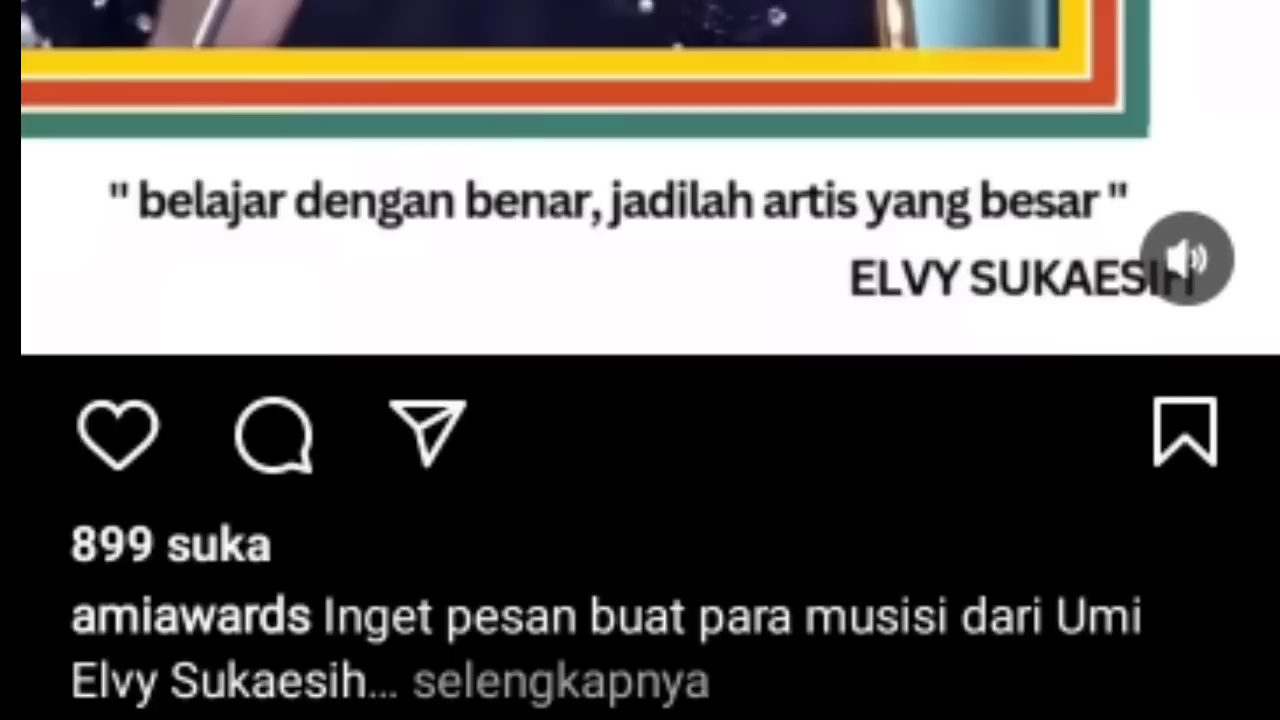 " belajar dengan benar, jadilah artis yang besar "
ELVY SUKAESIH
899 suka
amiawards Inget pesan buat para musisi dari Umi
Elvy Sukaesih... selengkapnya